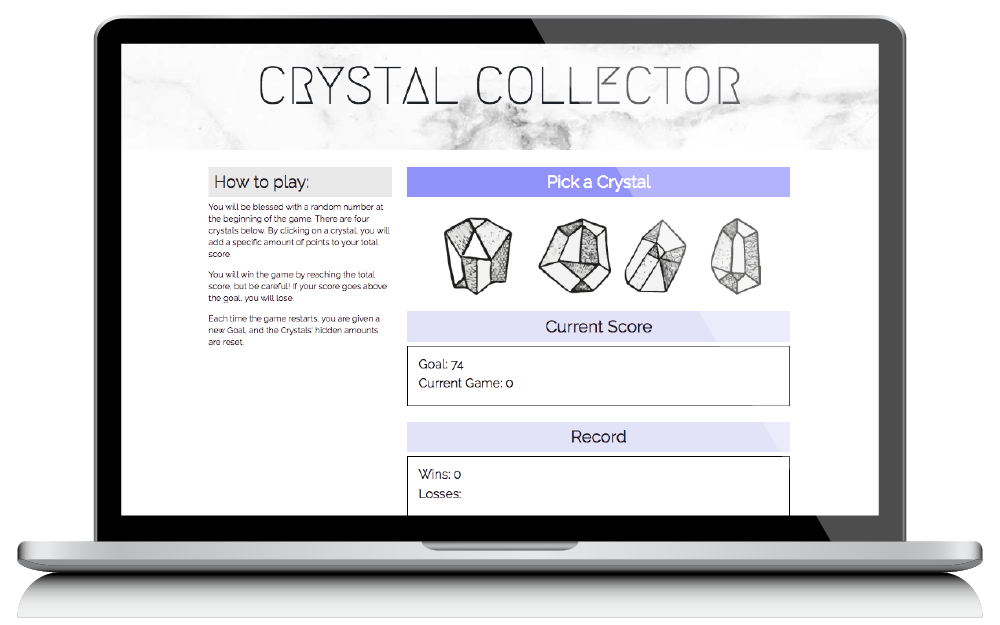 CRYSTAL COLLECTOR
How to play:
You will be blessed with a random number at
the beginning of the game. There are four
crystals below. By clicking on a crystal, you will
add a specific amount of points to your total
score.
You will win the game by reaching the total
score, but be careful! If your score goes above
the goal, you will lose.
Each time the game restarts, you are given a
new Goal, and the Crystals' hidden amounts
are reset.
Pick a Crystal
Current Score
Goal: 74
Current Game: 0
Record
Wins: 0
Losses: